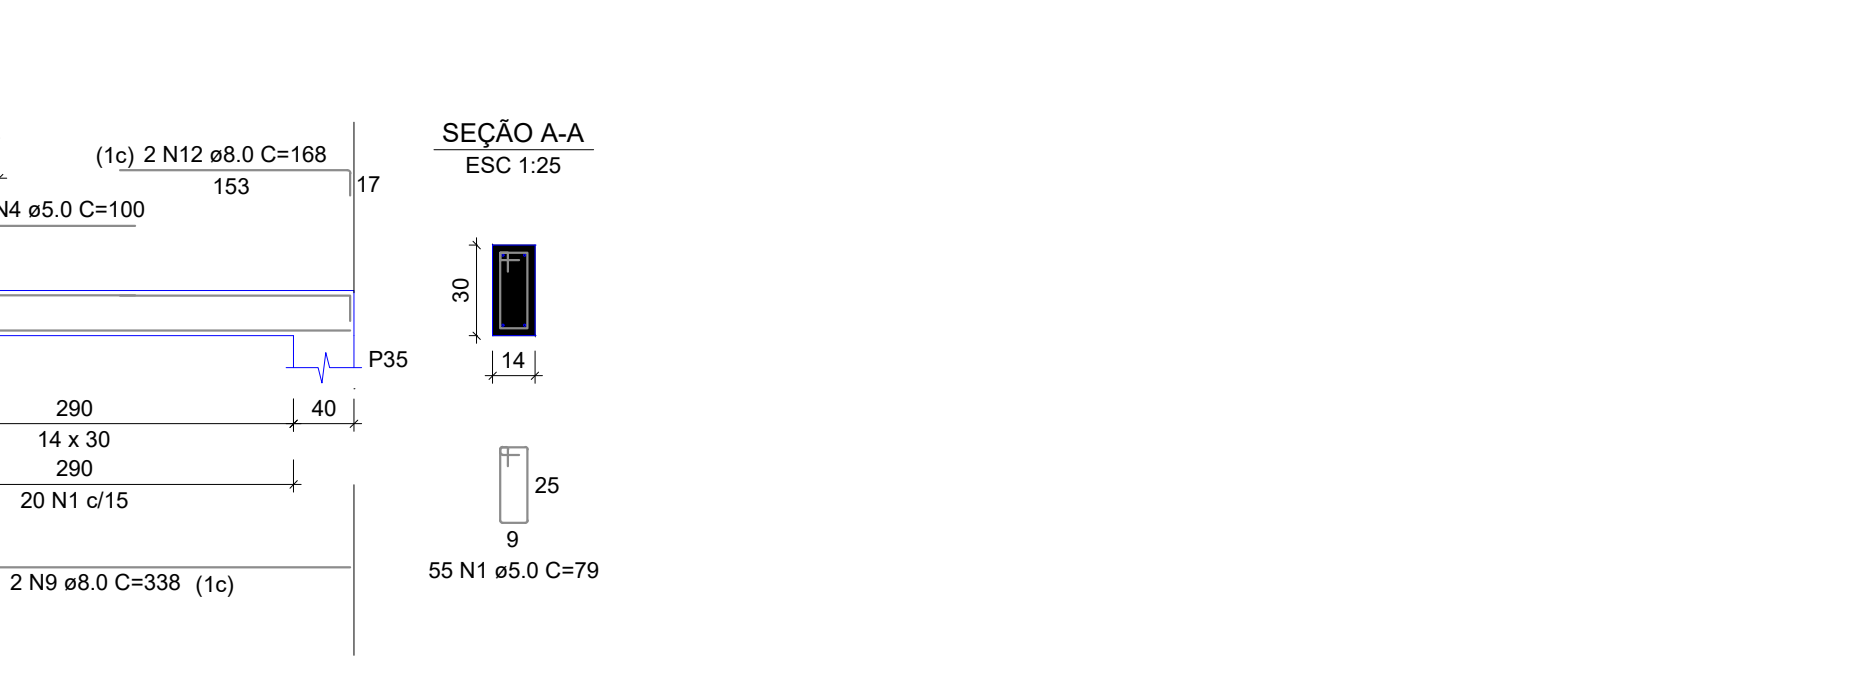 SEÇÃO A-A
ESC 1:25
(1c) 2 N12 ø8.0 C=168
153
17
N4 ø5.0 C=100
30
14
P35
290
40
14 x 30
290
20 N1 c/15
25
9
55 N1 ø5.0 C=79
2 N9 ø8.0 C=338 (1c)